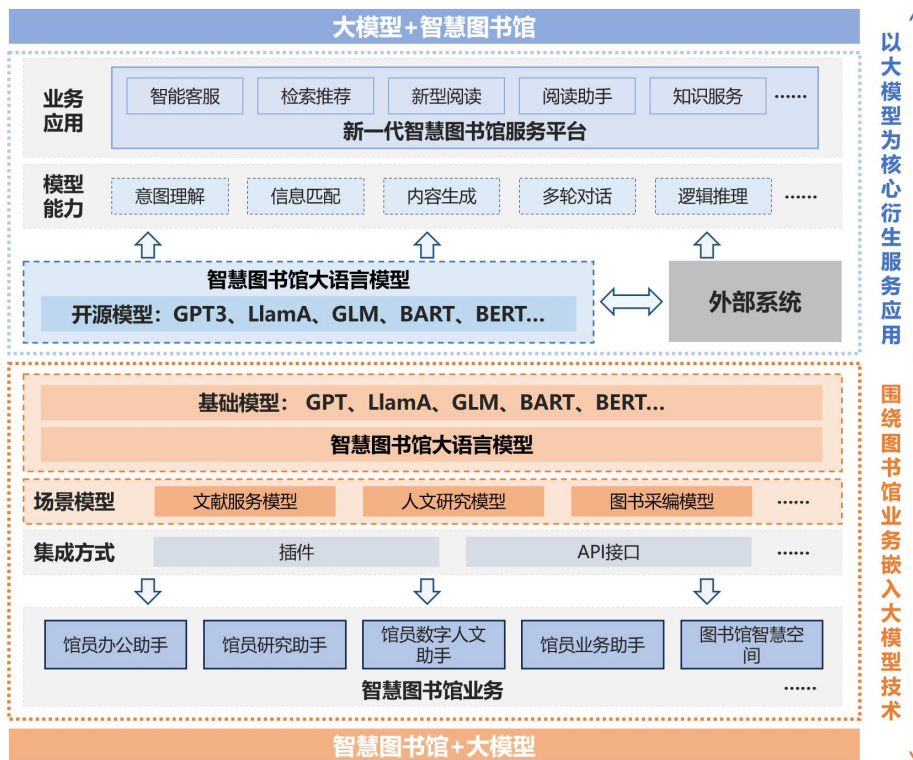 大模型+智慧图书馆
业务
应用
智能客服
检索推荐
新型阅读
阅读助手
知识服务
······
新一代智慧图书馆服务平台
模型
能力
意图理解
信息匹配
内容生成
多轮对话
逻辑推理
······
智慧图书馆大语言模型
开源模型：GPT3、LlamA、GLM、BART、BERT...
外部系统
以大模型为核心衍生服务应用
基础模型： GPT、LlamA、GLM、BART、BERT...
智慧图书馆大语言模型
场景模型
文献服务模型
人文研究模型
图书采编模型
······
集成方式
插件
API接口
······
馆员办公助手
馆员研究助手
馆员数字人文
助手
馆员业务助手
图书馆智慧空
间
智慧图书馆业务
······
围绕图书馆业务嵌入大模型技术
智慧图书馆+大模型